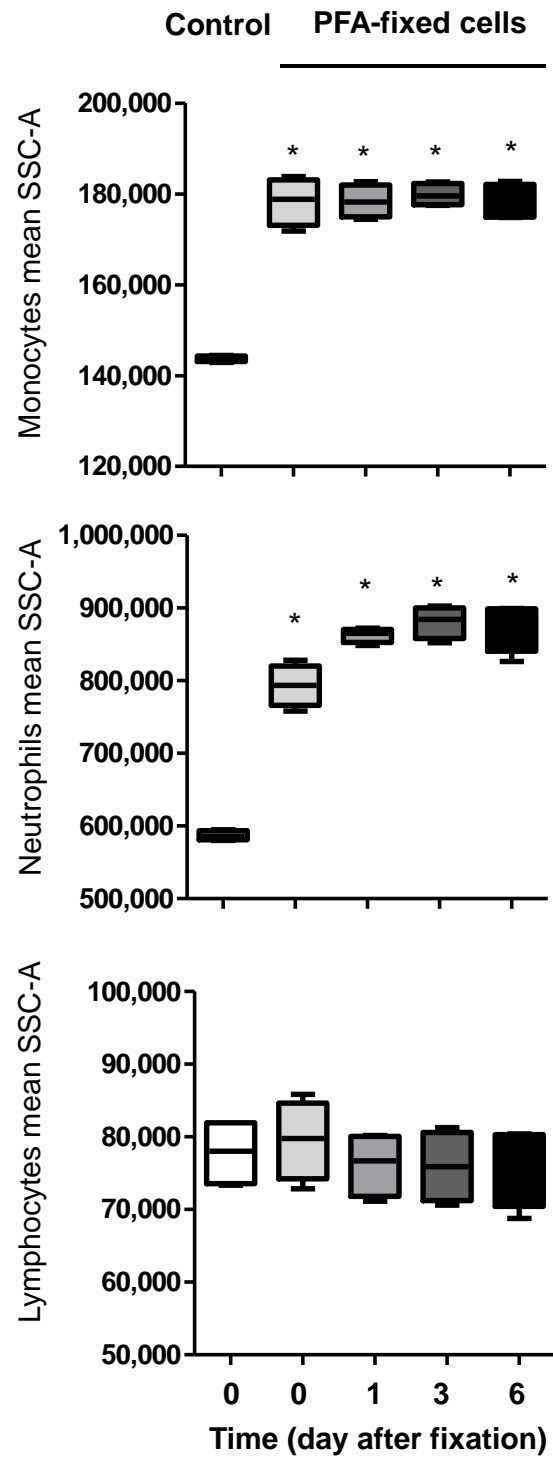 Control PFA-fixed cells
Monocytes mean SSC-A
200,000
180,000
160,000
140,000
120,000
* * * *
Neutrophils mean SSC-A
1,000,000
900,000
800,000
700,000
600,000
500,000
* * * *
Lymphocytes mean SSC-A
100,000
90,000
80,000
70,000
60,000
50,000
0 0 1 3 6
Time (day after fixation)